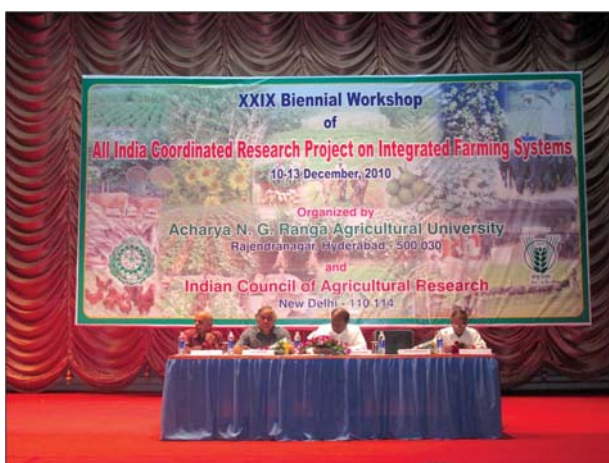 XXIX Biennial Workshop
of
All India Coordinated Research Project on Integrated Farming Systems
10-13 December, 2010
Organized by
Acharya N. G. Ranga Agricultural University
Rajendranagar, Hyderabad - 500 030
and
Indian Council of Agricultural Research
New Delhi - 110 114